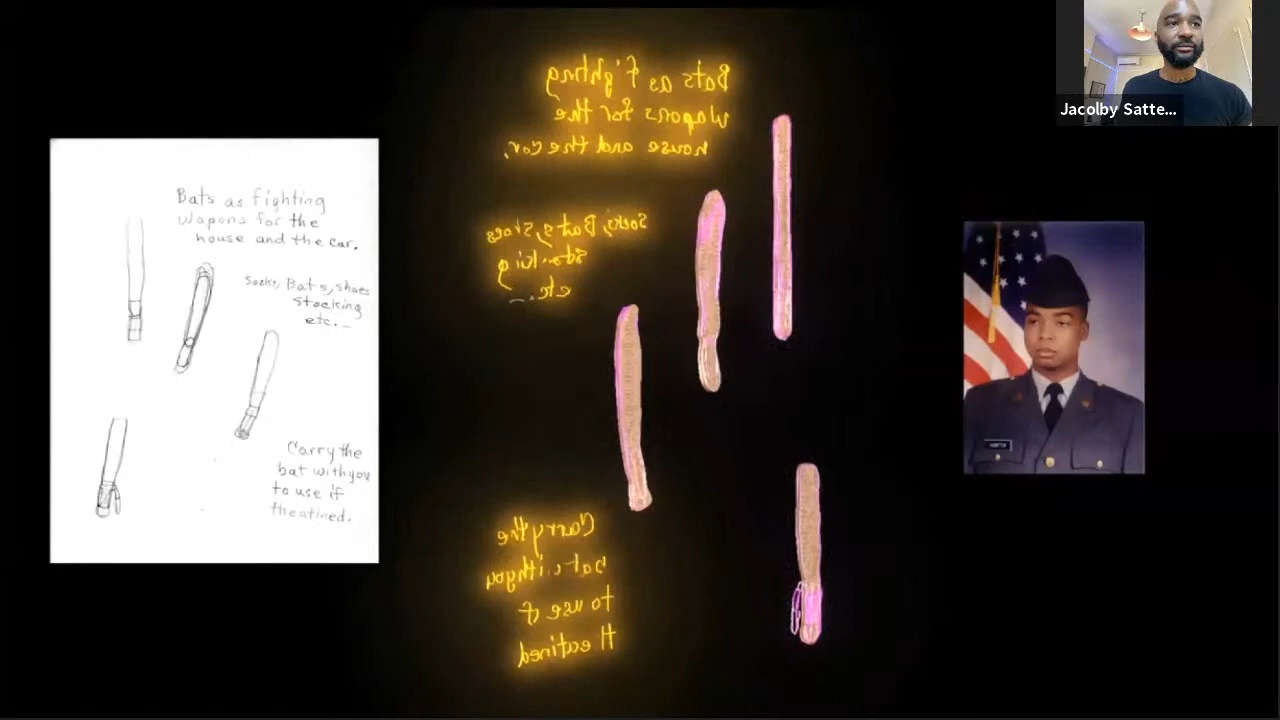 Bats as fighting
wapons for the
house and the car.
Socks, Bats, shoes
stocking
etc.
Carry the
bat with you
to use if
theatined.
Bats as fighting
wapons for the
house and the car.
Socks, Bats, shoes
stocking
etc...
Carry the
bat with you
to use if
theatined
Jacolby Satte...